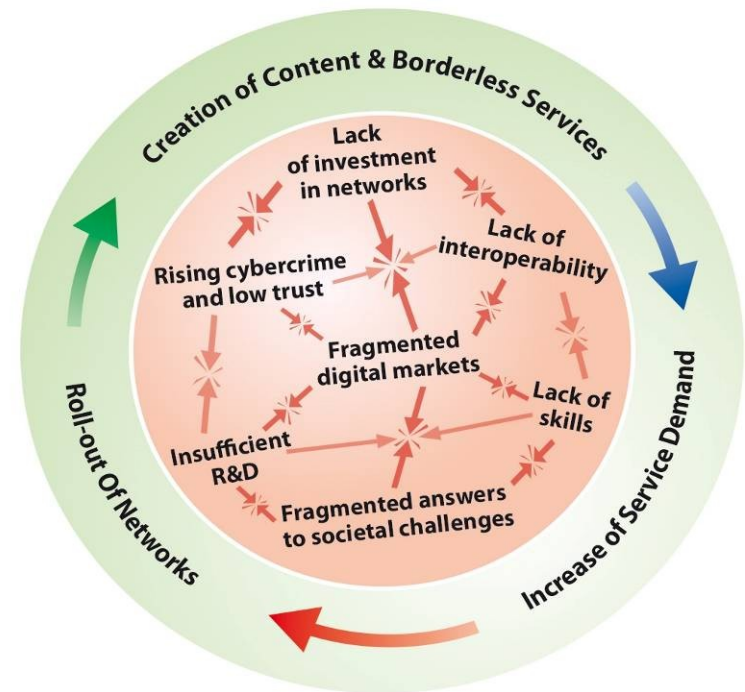 Creation of Content & Borderless Services
Lack
of investment
in networks
Lack of
interoperability
Rising cybercrime
and low trust
Fragmented
digital markets
Lack of
skills
Insufficient
R&D
Fragmented answers
to societal challenges
Increase of Service Demand
Roll-out Of Networks